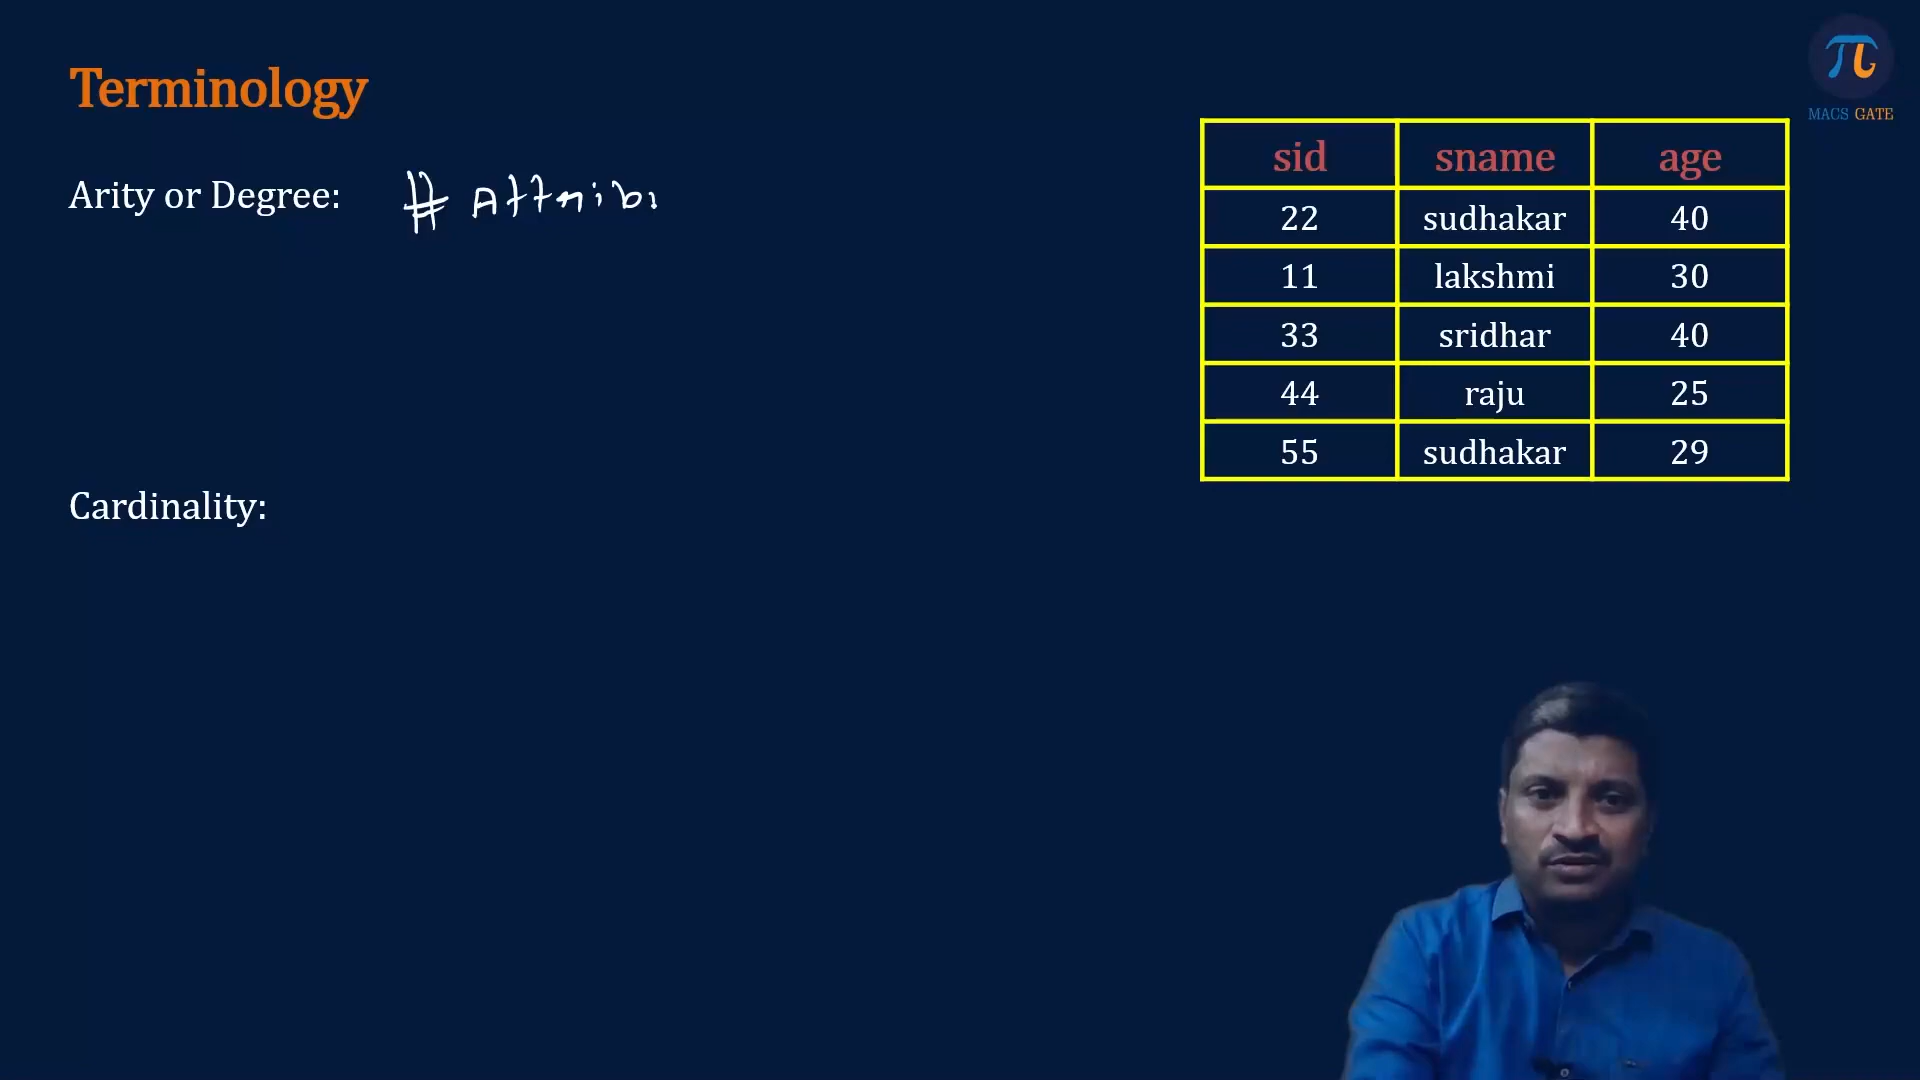 Terminology
MACS GATE
Arity or Degree: # Attrib
sid sname age
22 sudhakar 40
11 lakshmi 30
33 sridhar 40
44 raju 25
55 sudhakar 29
Cardinality: